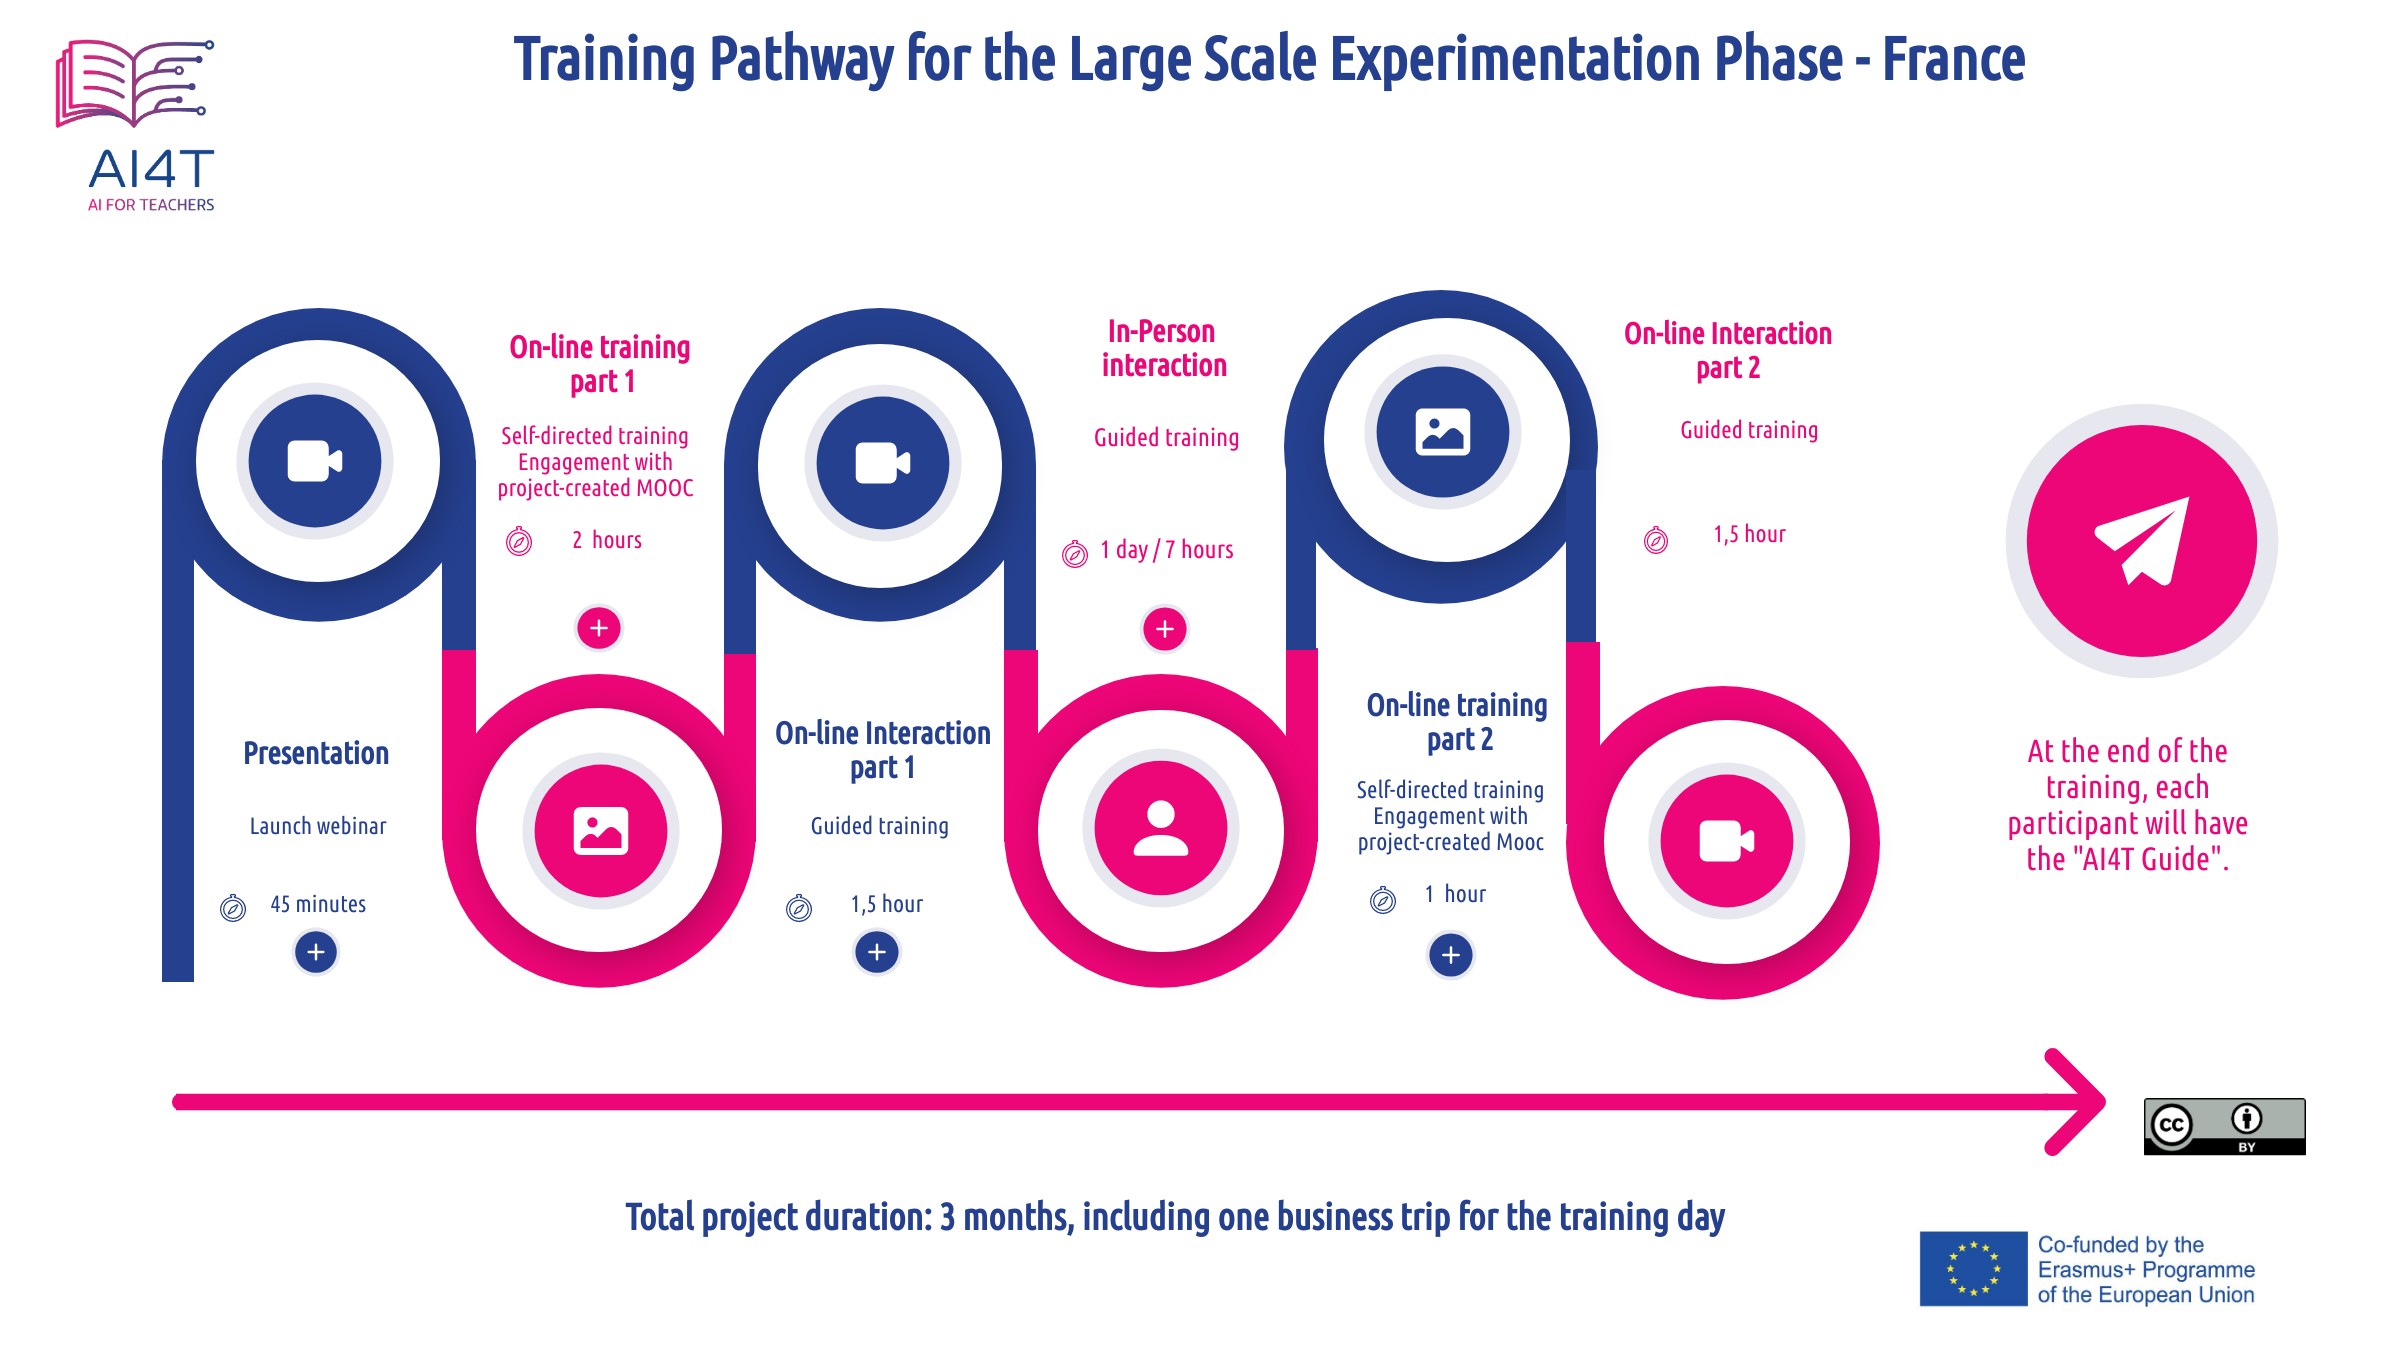 Training Pathway for the Large Scale Experimentation Phase - France
AI4T
AI FOR TEACHERS
Presentation
Launch webinar
45 minutes
On-line training
part 1
Self-directed training
Engagement with
project-created MOOC
2 hours
On-line Interaction
part 1
Guided training
1,5 hour
In-Person
interaction
Guided training
1 day / 7 hours
On-line training
part 2
Self-directed training
Engagement with
project-created Mooc
1 hour
On-line Interaction
part 2
Guided training
1,5 hour
At the end of the
training, each
participant will have
the "AI4T Guide".
cc
BY
Total project duration: 3 months, including one business trip for the training day
Co-funded by the
Erasmus+ Programme
of the European Union